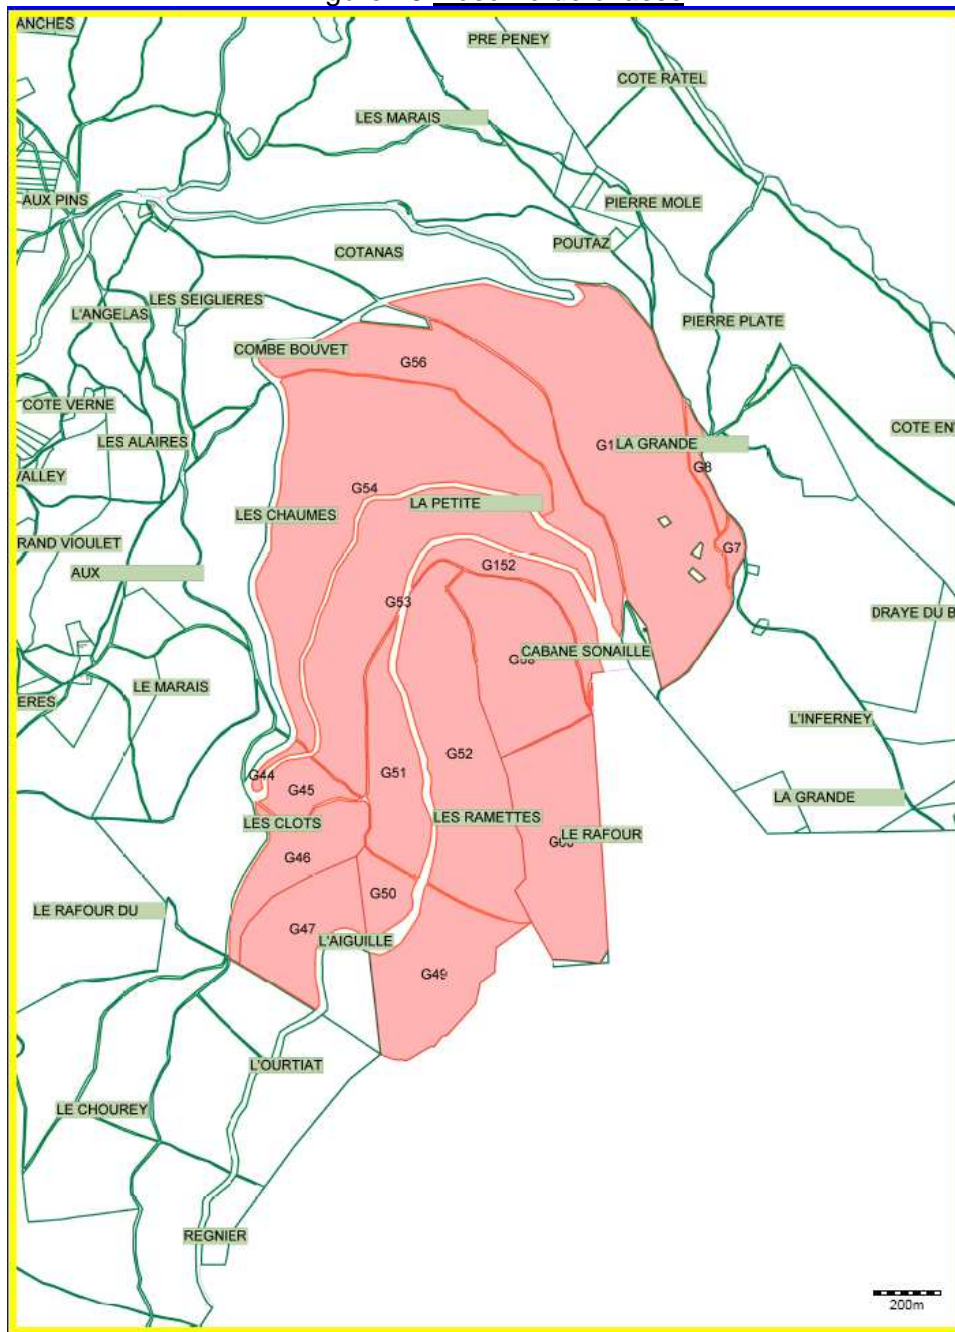 ANCHES
PRE PENEY
COTE RATEL
LES MARAIS
AUX PINS
PIERRE MOLE
POUTAZ
COTANAS
LES SEIGLIERES
L'ANGELAS
PIERRE PLATE
COMBE BOUVET
G56
COTE VERNE
LES ALAIRES
G1
LA GRANDE
COTE EN
G8
VALLEY
G54
LA PETITE
LES CHAUMES
RAND VIOULET
G7
G152
AUX
G53
DRAYE DU B
CABANE SONAILLE
LE MARAIS
ERES
L'INFERNEY
G52
G44
G51
G45
LA GRANDE
LES CLOTS
LES RAMETTES
LE RAFOUR
G46
G50
LE RAFOUR DU
G47
L'AIGUILLE
G49
L'OURTIAT
LE CHOUREY
REGNIER
200m